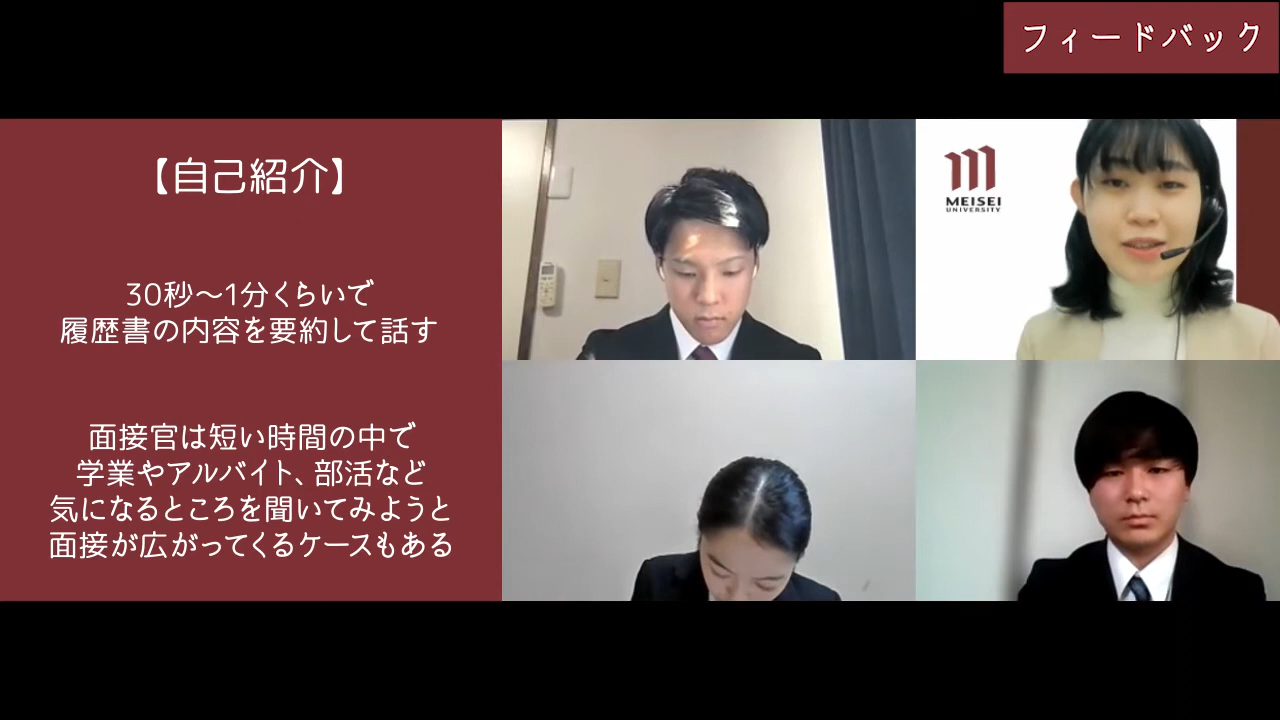 フィードバック
【自己紹介】
30秒〜1分くらいで
履歴書の内容を要約して話す
面接官は短い時間の中で
学業やアルバイト、部活など
気になるところを聞いてみようと
面接が広がってくるケースもある
MEISEI
UNIVERSITY